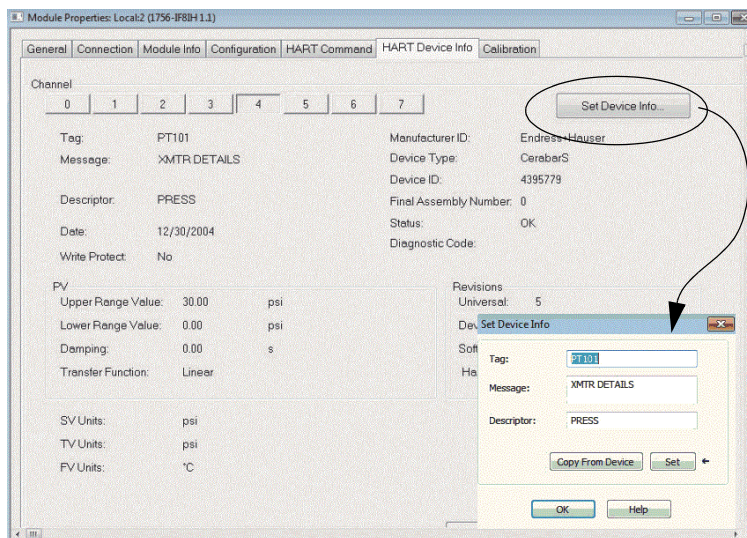 Module Properties: Local:2 (1756-IF8IH 1.1)
General Connection Module Info Configuration HART Command HART Device Info Calibration
Channel
0 1 2 3 4 5 6 7
Set Device Info...
Tag: PT101
Message: XMTR DETAILS
Descriptor: PRESS
Date: 12/30/2004
Write Protect: No
Manufacturer ID: Endress+Hauser
Device Type: CerabarS
Device ID: 4395779
Final Assembly Number: 0
Status: OK
Diagnostic Code:
PV
Upper Range Value: 30.00 psi
Lower Range Value: 0.00 psi
Damping: 0.00 s
Transfer Function: Linear
Revisions
Universal: 5
Dev
Soft
Ha
SV Units: psi
TV Units: psi
FV Units: °C
Set Device Info
Tag: PT101
Message: XMTR DETAILS
Descriptor: PRESS
Copy From Device Set
OK Help